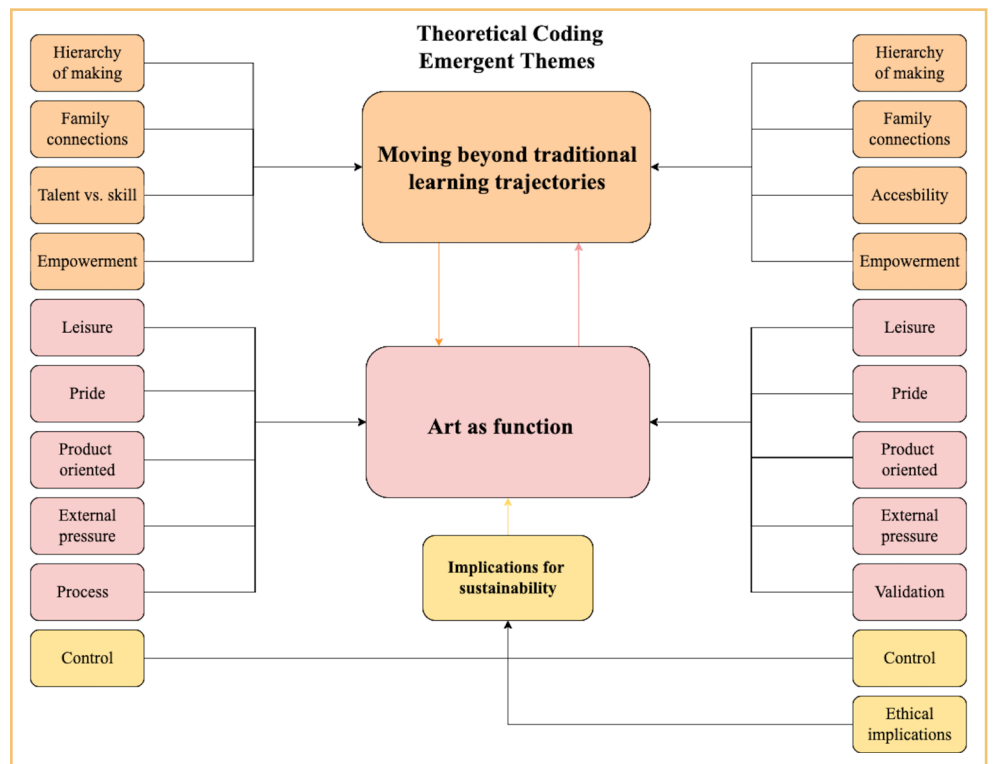 Theoretical Coding
Emergent Themes
Hierarchy
of making
Family
connections
Talent vs. skill
Empowerment
Leisure
Pride
Product
oriented
External
pressure
Process
Control
Moving beyond traditional
learning trajectories
Art as function
Implications for
sustainability
Hierarchy
of making
Family
connections
Accesbility
Empowerment
Leisure
Pride
Product
oriented
External
pressure
Validation
Control
Ethical
implications